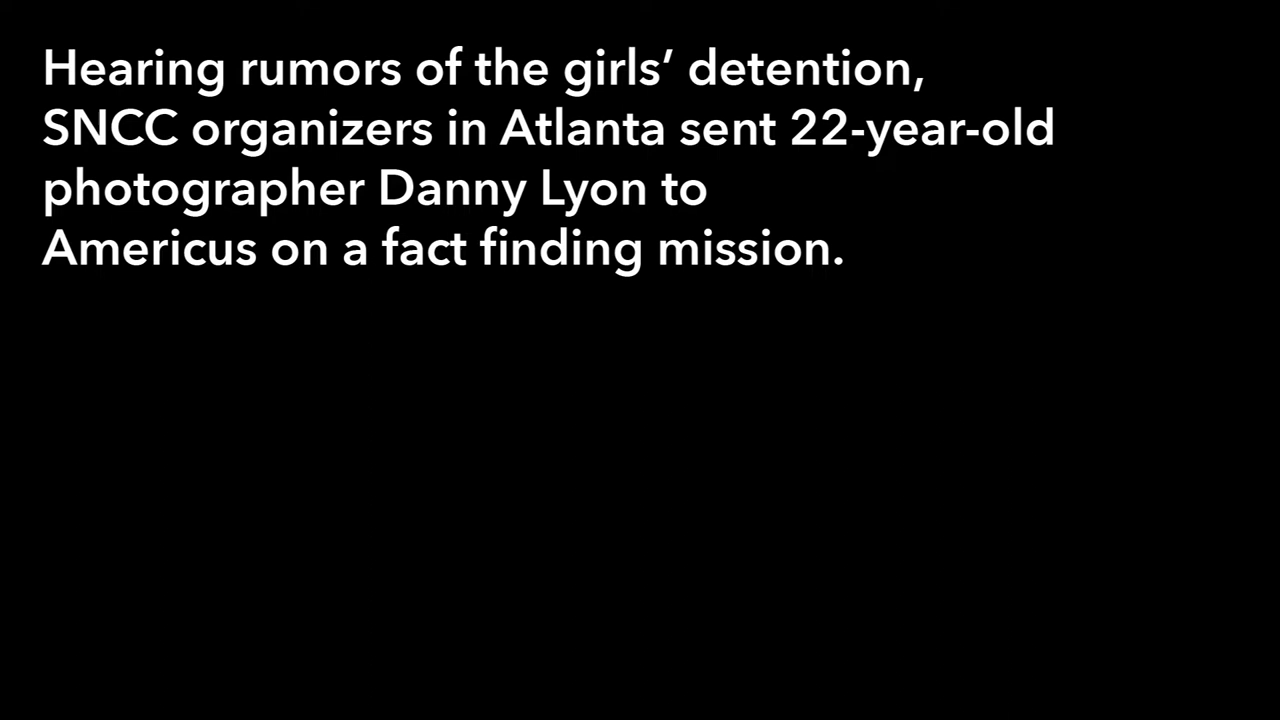 Hearing rumors of the girls’ detention,
SNCC organizers in Atlanta sent 22-year-old
photographer Danny Lyon to
Americus on a fact finding mission.